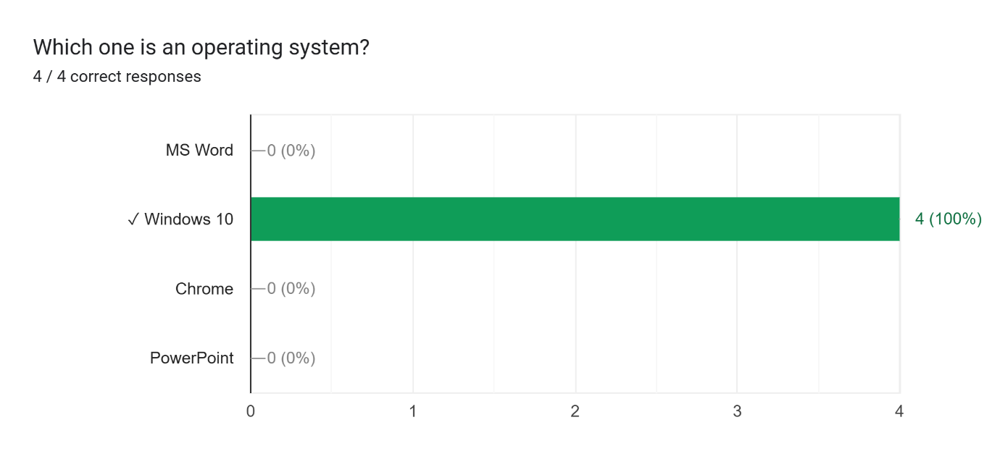 Which one is an operating system?
4 / 4 correct responses
MS Word 0 (0%)
✓ Windows 10 4 (100%)
Chrome 0 (0%)
PowerPoint 0 (0%)
0 1 2 3 4